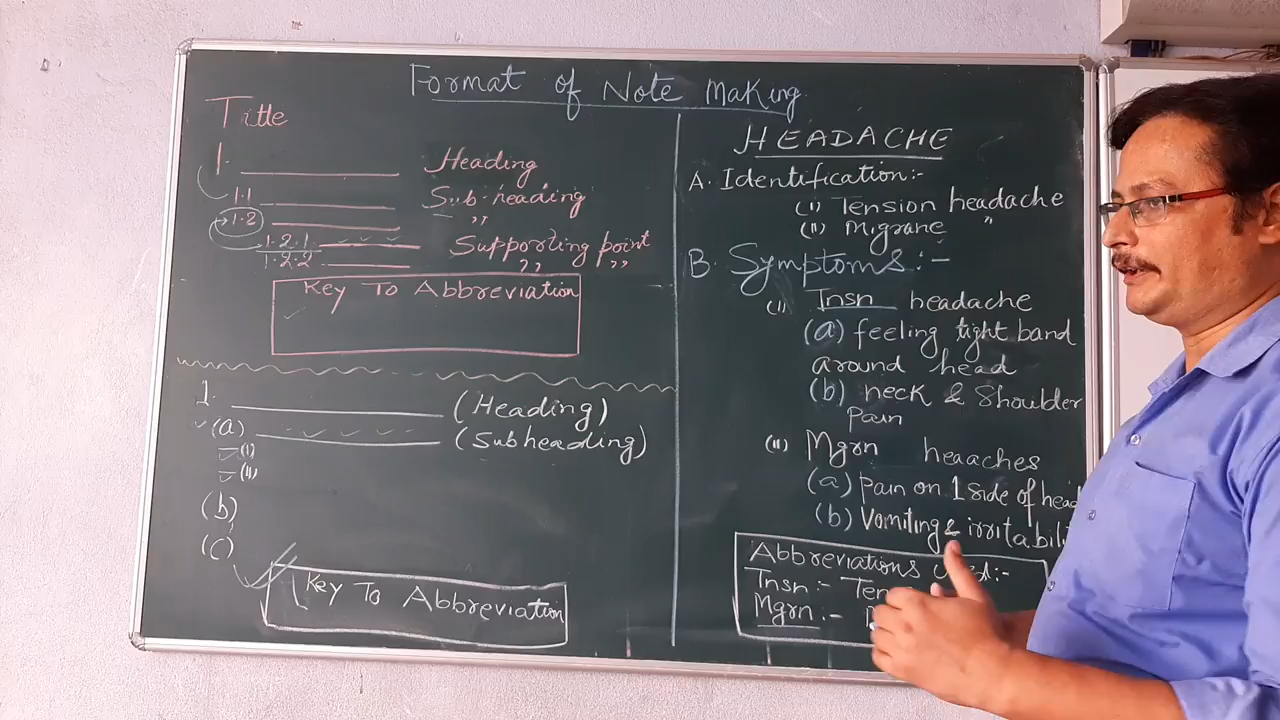 Format of Note Making
Title
1. Heading
1.1 Sub-heading
1.2 ,,
1.2.1 Supporting point
1.2.2 ,, ,,
Key To Abbreviation
1. (Heading)
(a) (Subheading)
(i)
(ii)
(b)
(c)
Key To Abbreviation
HEADACHE
A. Identification:-
(i) Tension headache
(ii) Migrane "
B. Symptoms:-
(i) Tnsn headache
(a) feeling tight band
around head
(b) neck & Shoulder
Pain
(ii) Mgrn heaaches
(a) Pain on 1 side of head
(b) Vomiting & irritabili
Abbreviations used:-
Tnsn:- Ten
Mgrn:-